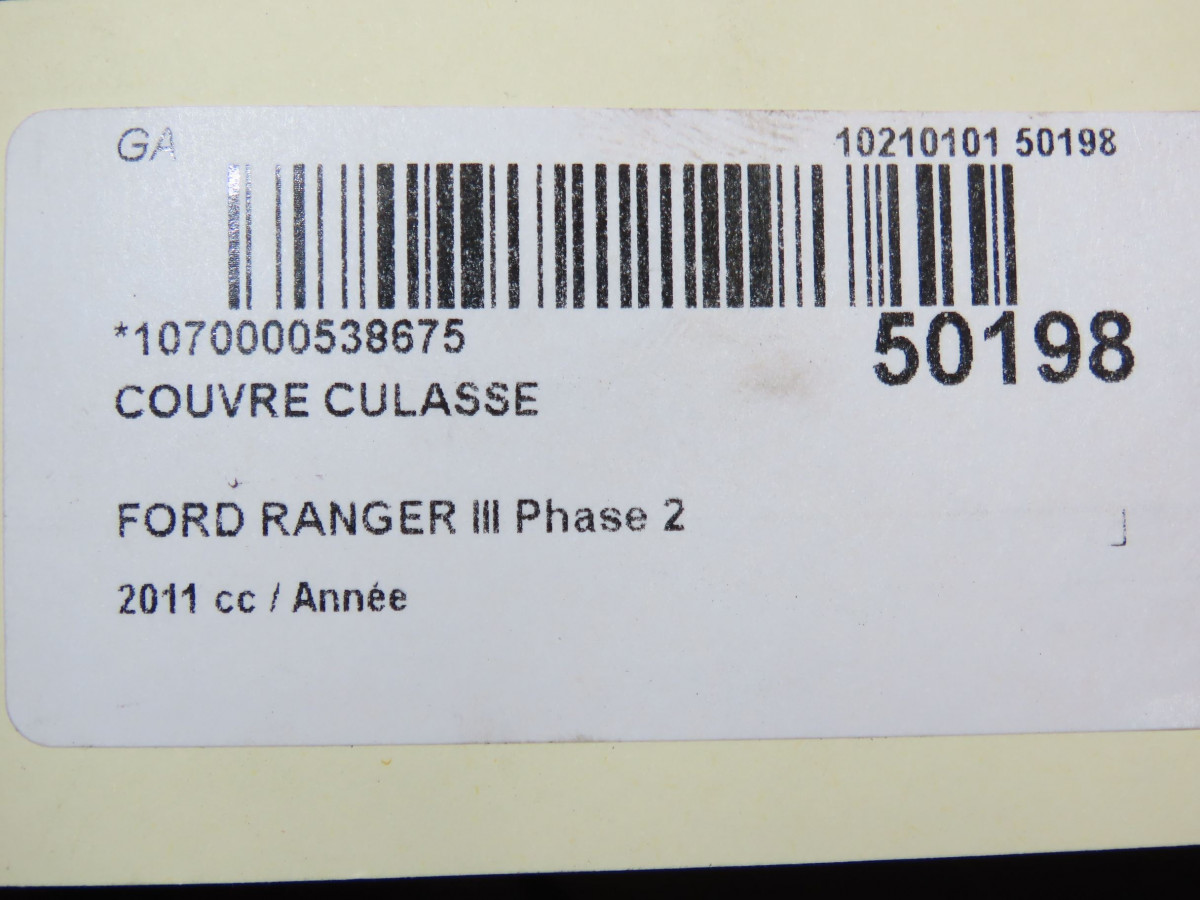 GA
10210101 50198
*1070000538675
50198
COUVRE CULASSE
FORD RANGER III Phase 2
2011 cc / Année